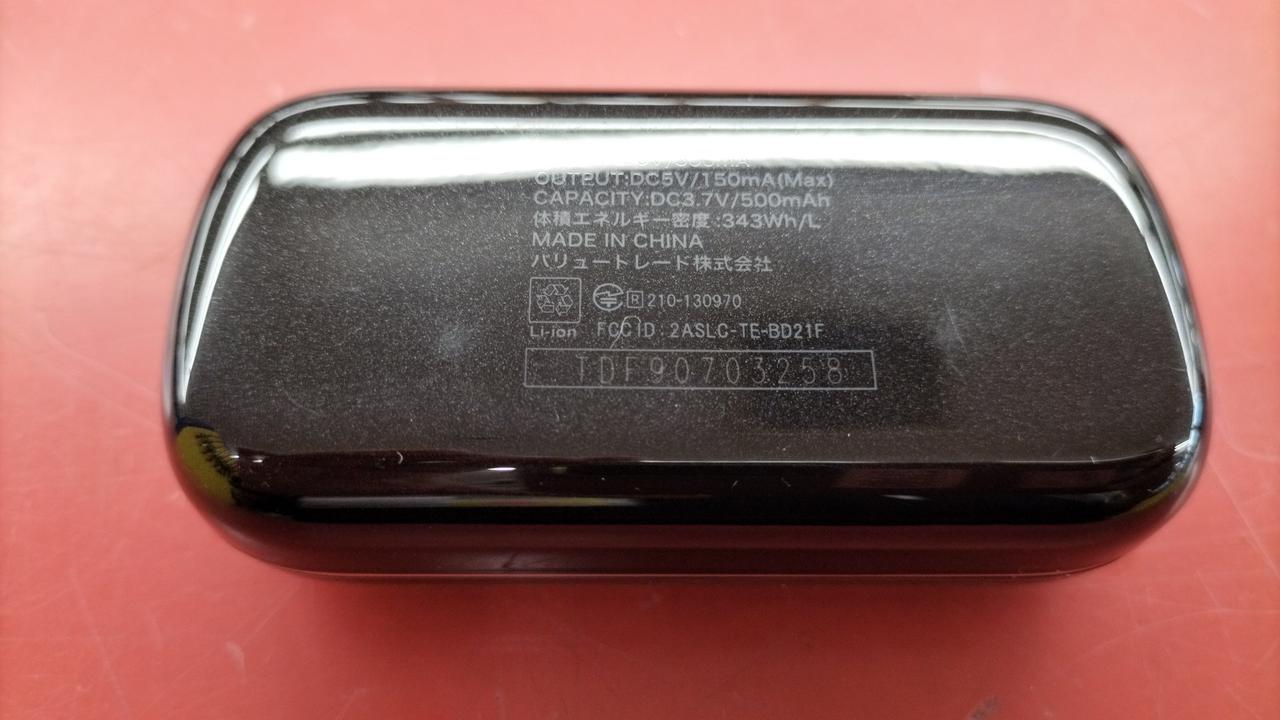 OUTPUT:DC5V/150mA(Max)
CAPACITY:DC3.7V/500mAh
体積エネルギー密度:343Wh/L
MADE IN CHINA
バリュートレード株式会社
R 210-130970
Li-ion FCC ID : 2ASLC-TE-BD21F
TDF90703258